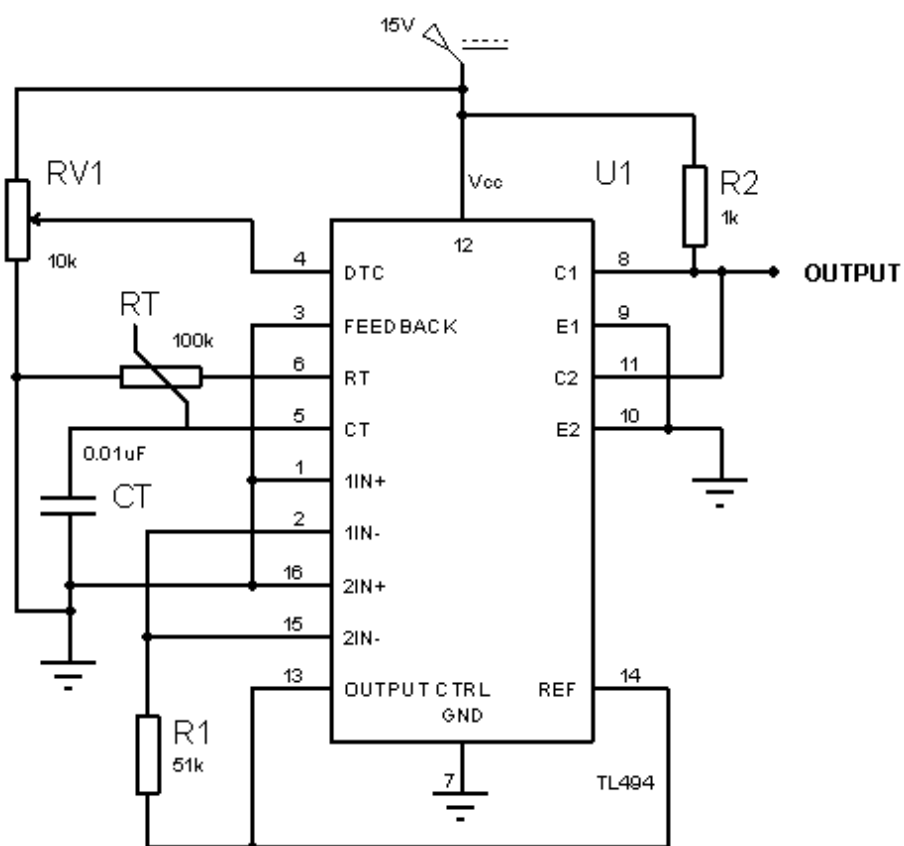 15V
RV1
10k
Vcc
U1
R2
1k
12
4
DTC
C1
8
OUTPUT
RT
100k
3
FEEDBACK
E1
9
6
RT
C2
11
5
CT
E2
10
0.01uF
CT
1
1IN+
2
1IN-
16
2IN+
15
2IN-
13
OUTPUT CTRL
REF
14
GND
R1
51k
7
TL494